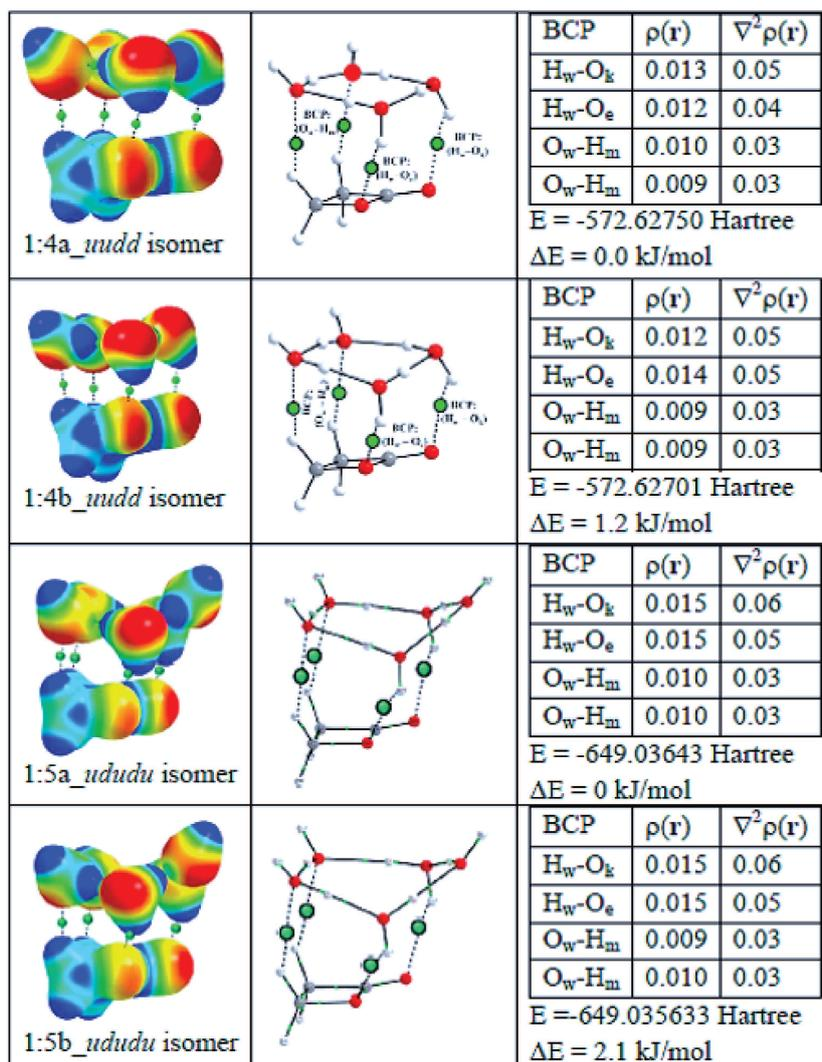 BCP ρ(r) ∇²ρ(r)
H_w-O_k 0.013 0.05
H_w-O_e 0.012 0.04
O_w-H_m 0.010 0.03
O_w-H_m 0.009 0.03
E = -572.62750 Hartree
ΔE = 0.0 kJ/mol
BCP:
BCP:
BCP:
1:4a_uudd isomer
BCP ρ(r) ∇²ρ(r)
H_w-O_k 0.012 0.05
H_w-O_e 0.014 0.05
O_w-H_m 0.009 0.03
O_w-H_m 0.009 0.03
E = -572.62701 Hartree
ΔE = 1.2 kJ/mol
BCP:
BCP:
BCP:
1:4b_uudd isomer
BCP ρ(r) ∇²ρ(r)
H_w-O_k 0.015 0.06
H_w-O_e 0.015 0.05
O_w-H_m 0.010 0.03
O_w-H_m 0.010 0.03
E = -649.03643 Hartree
ΔE = 0 kJ/mol
1:5a_ududu isomer
BCP ρ(r) ∇²ρ(r)
H_w-O_k 0.015 0.06
H_w-O_e 0.015 0.05
O_w-H_m 0.009 0.03
O_w-H_m 0.010 0.03
E =-649.035633 Hartree
ΔE = 2.1 kJ/mol
1:5b_ududu isomer